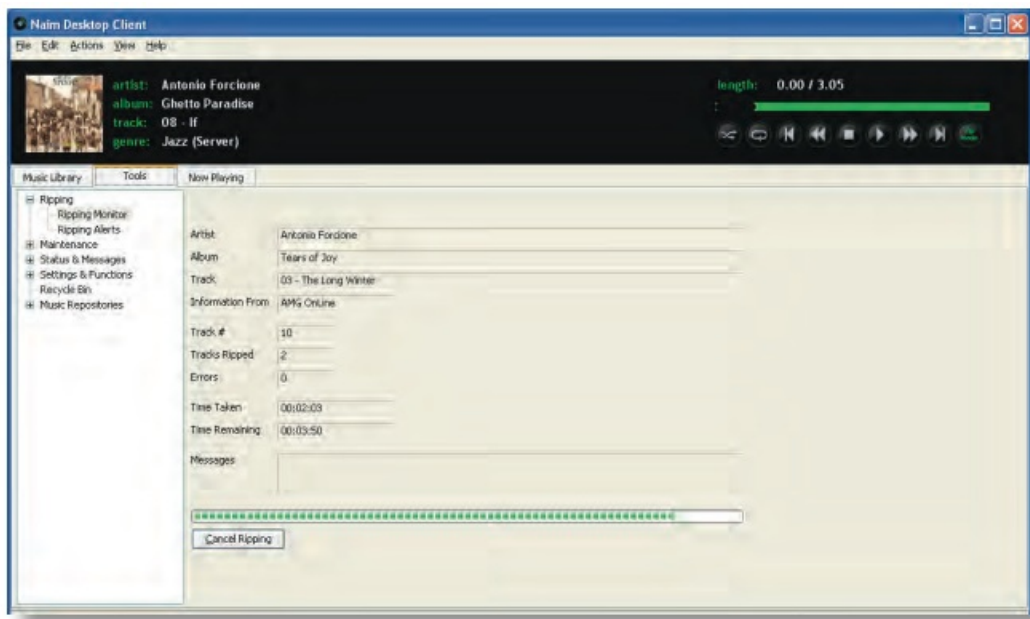 Naim Desktop Client
File Edit Actions View Help
artist: Antonio Forcione
album: Ghetto Paradise
track: 08 - If
genre: Jazz (Server)
length: 0.00 / 3.05
Music Library Tools Now Playing
Ripping
Ripping Monitor
Ripping Alerts
Maintenance
Status & Messages
Settings & Functions
Recycle Bin
Music Repositories
Artist Antonio Forcione
Album Tears of Joy
Track 03 - The Long Winter
Information From AMG OnLine
Track # 10
Tracks Ripped 2
Errors 0
Time Taken 00:02:03
Time Remaining 00:03:50
Messages
Cancel Ripping